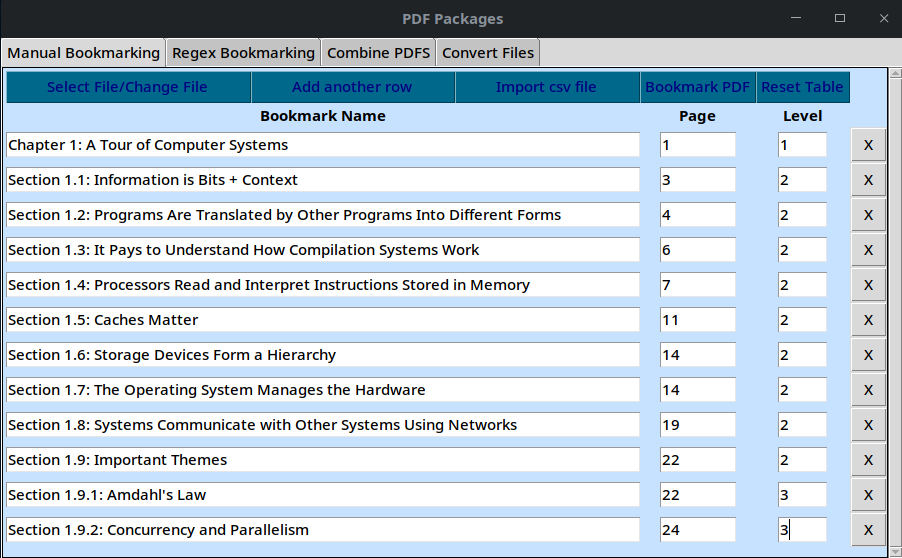 PDF Packages
Manual Bookmarking Regex Bookmarking Combine PDFS Convert Files
Select File/Change File Add another row Import csv file Bookmark PDF Reset Table
Bookmark Name Page Level
Chapter 1: A Tour of Computer Systems 1 1 X
Section 1.1: Information is Bits + Context 3 2 X
Section 1.2: Programs Are Translated by Other Programs Into Different Forms 4 2 X
Section 1.3: It Pays to Understand How Compilation Systems Work 6 2 X
Section 1.4: Processors Read and Interpret Instructions Stored in Memory 7 2 X
Section 1.5: Caches Matter 11 2 X
Section 1.6: Storage Devices Form a Hierarchy 14 2 X
Section 1.7: The Operating System Manages the Hardware 14 2 X
Section 1.8: Systems Communicate with Other Systems Using Networks 19 2 X
Section 1.9: Important Themes 22 2 X
Section 1.9.1: Amdahl's Law 22 3 X
Section 1.9.2: Concurrency and Parallelism 24 3 X